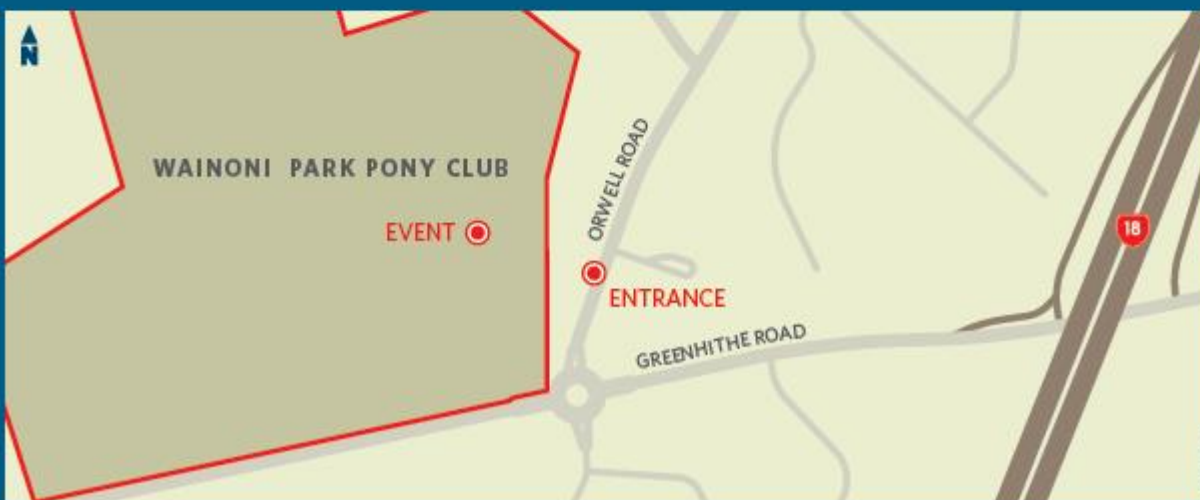 N
WAINONI PARK PONY CLUB
ORWELL ROAD
EVENT
18
ENTRANCE
GREENHITHE ROAD